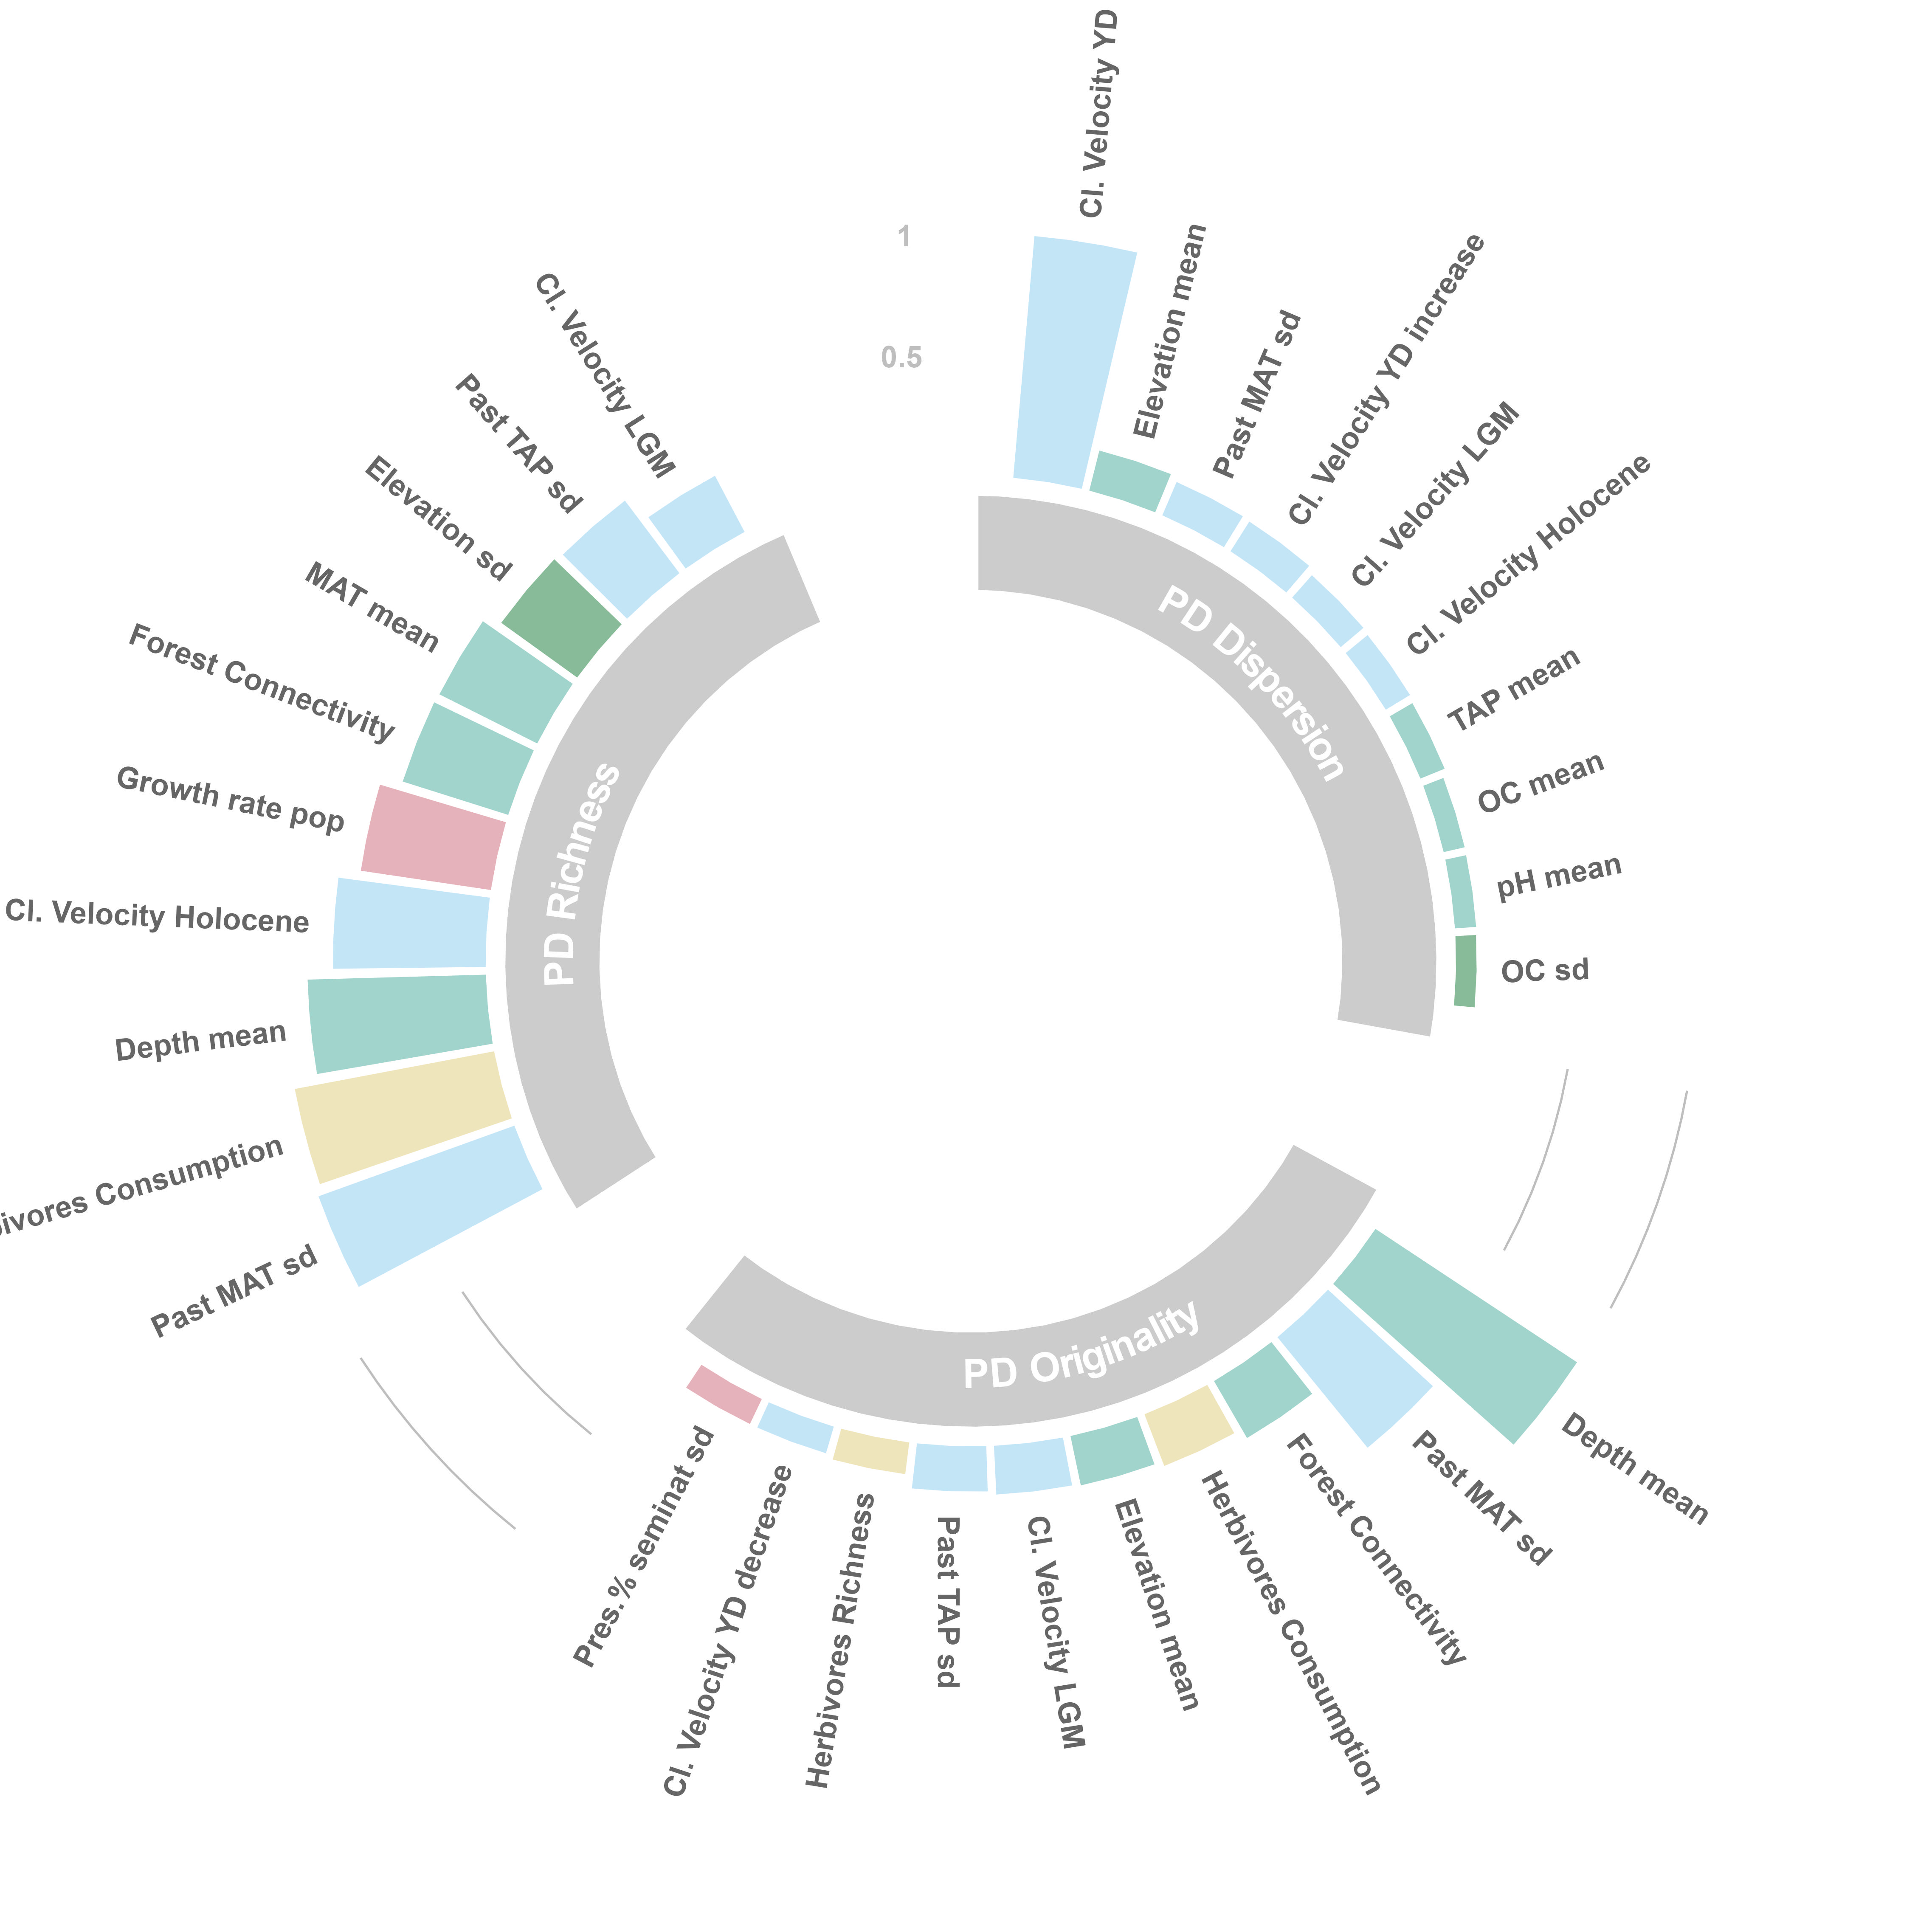 1
0.5
Cl. Velocity YD
Elevation mean
Past MAT sd
Cl. Velocity YD increase
Cl. Velocity LGM
Cl. Velocity Holocene
TAP mean
OC mean
pH mean
OC sd
PD Dispersion
Depth mean
Past MAT sd
Forest Connectivity
Herbivores Consumption
Elevation mean
Cl. Velocity LGM
Past TAP sd
Herbivores Richness
Cl. Velocity YD decrease
Pres.% seminat sd
PD Originality
Past MAT sd
ivores Consumption
Depth mean
Cl. Velocity Holocene
Growth rate pop
Forest Connectivity
MAT mean
Elevation sd
Past TAP sd
Cl. Velocity LGM
PD Richness